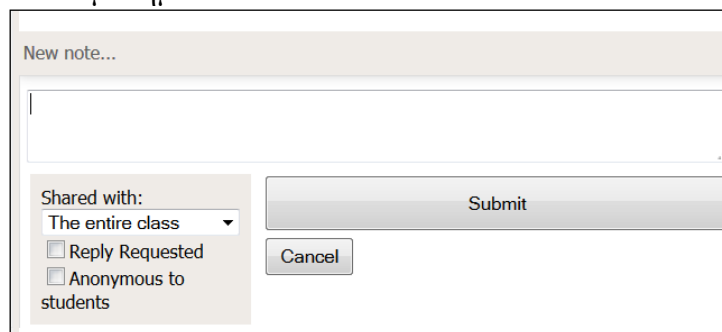 New note...
Shared with:
The entire class
Reply Requested
Anonymous to
students
Submit
Cancel